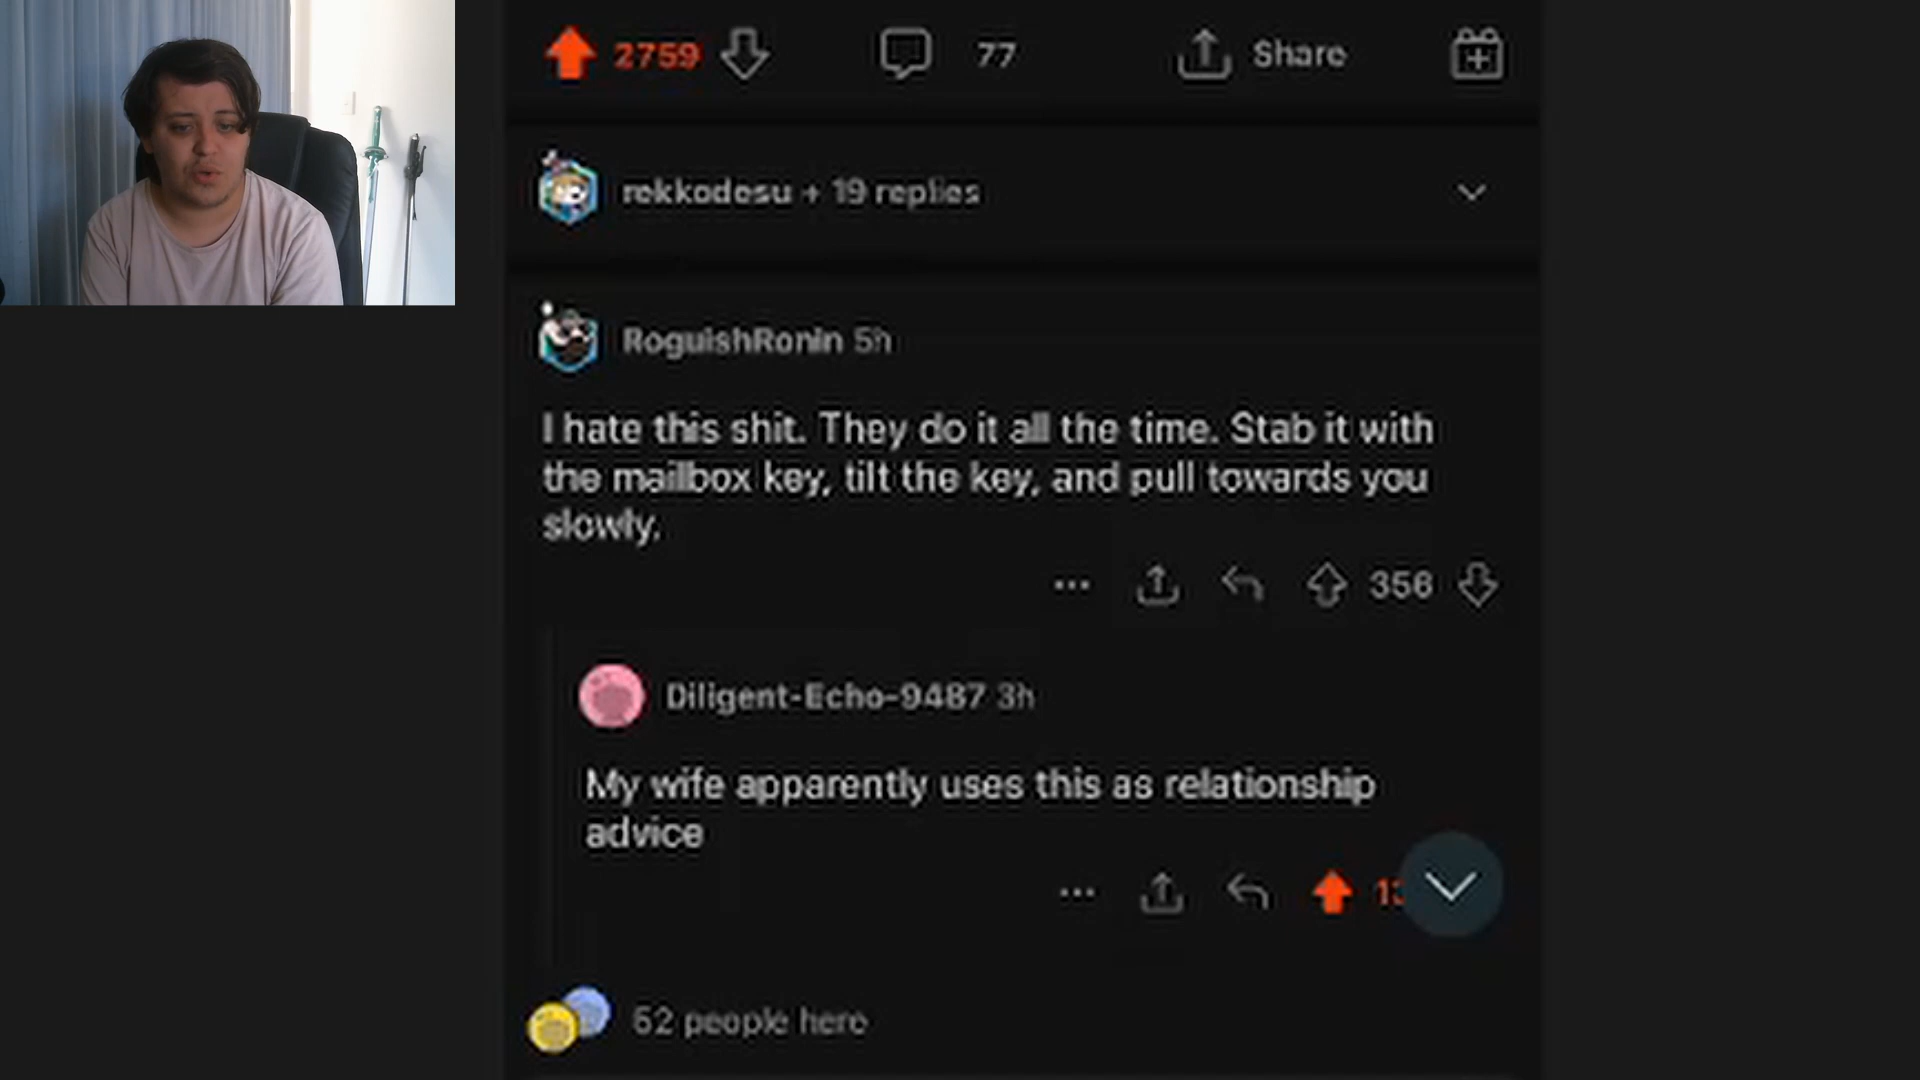 2759 77 Share
rekkodesu + 19 replies
RoguishRonin 5h
I hate this shit. They do it all the time. Stab it with
the mailbox key, tilt the key, and pull towards you
slowly.
356
Diligent-Echo-9487 3h
My wife apparently uses this as relationship
advice
52 people here